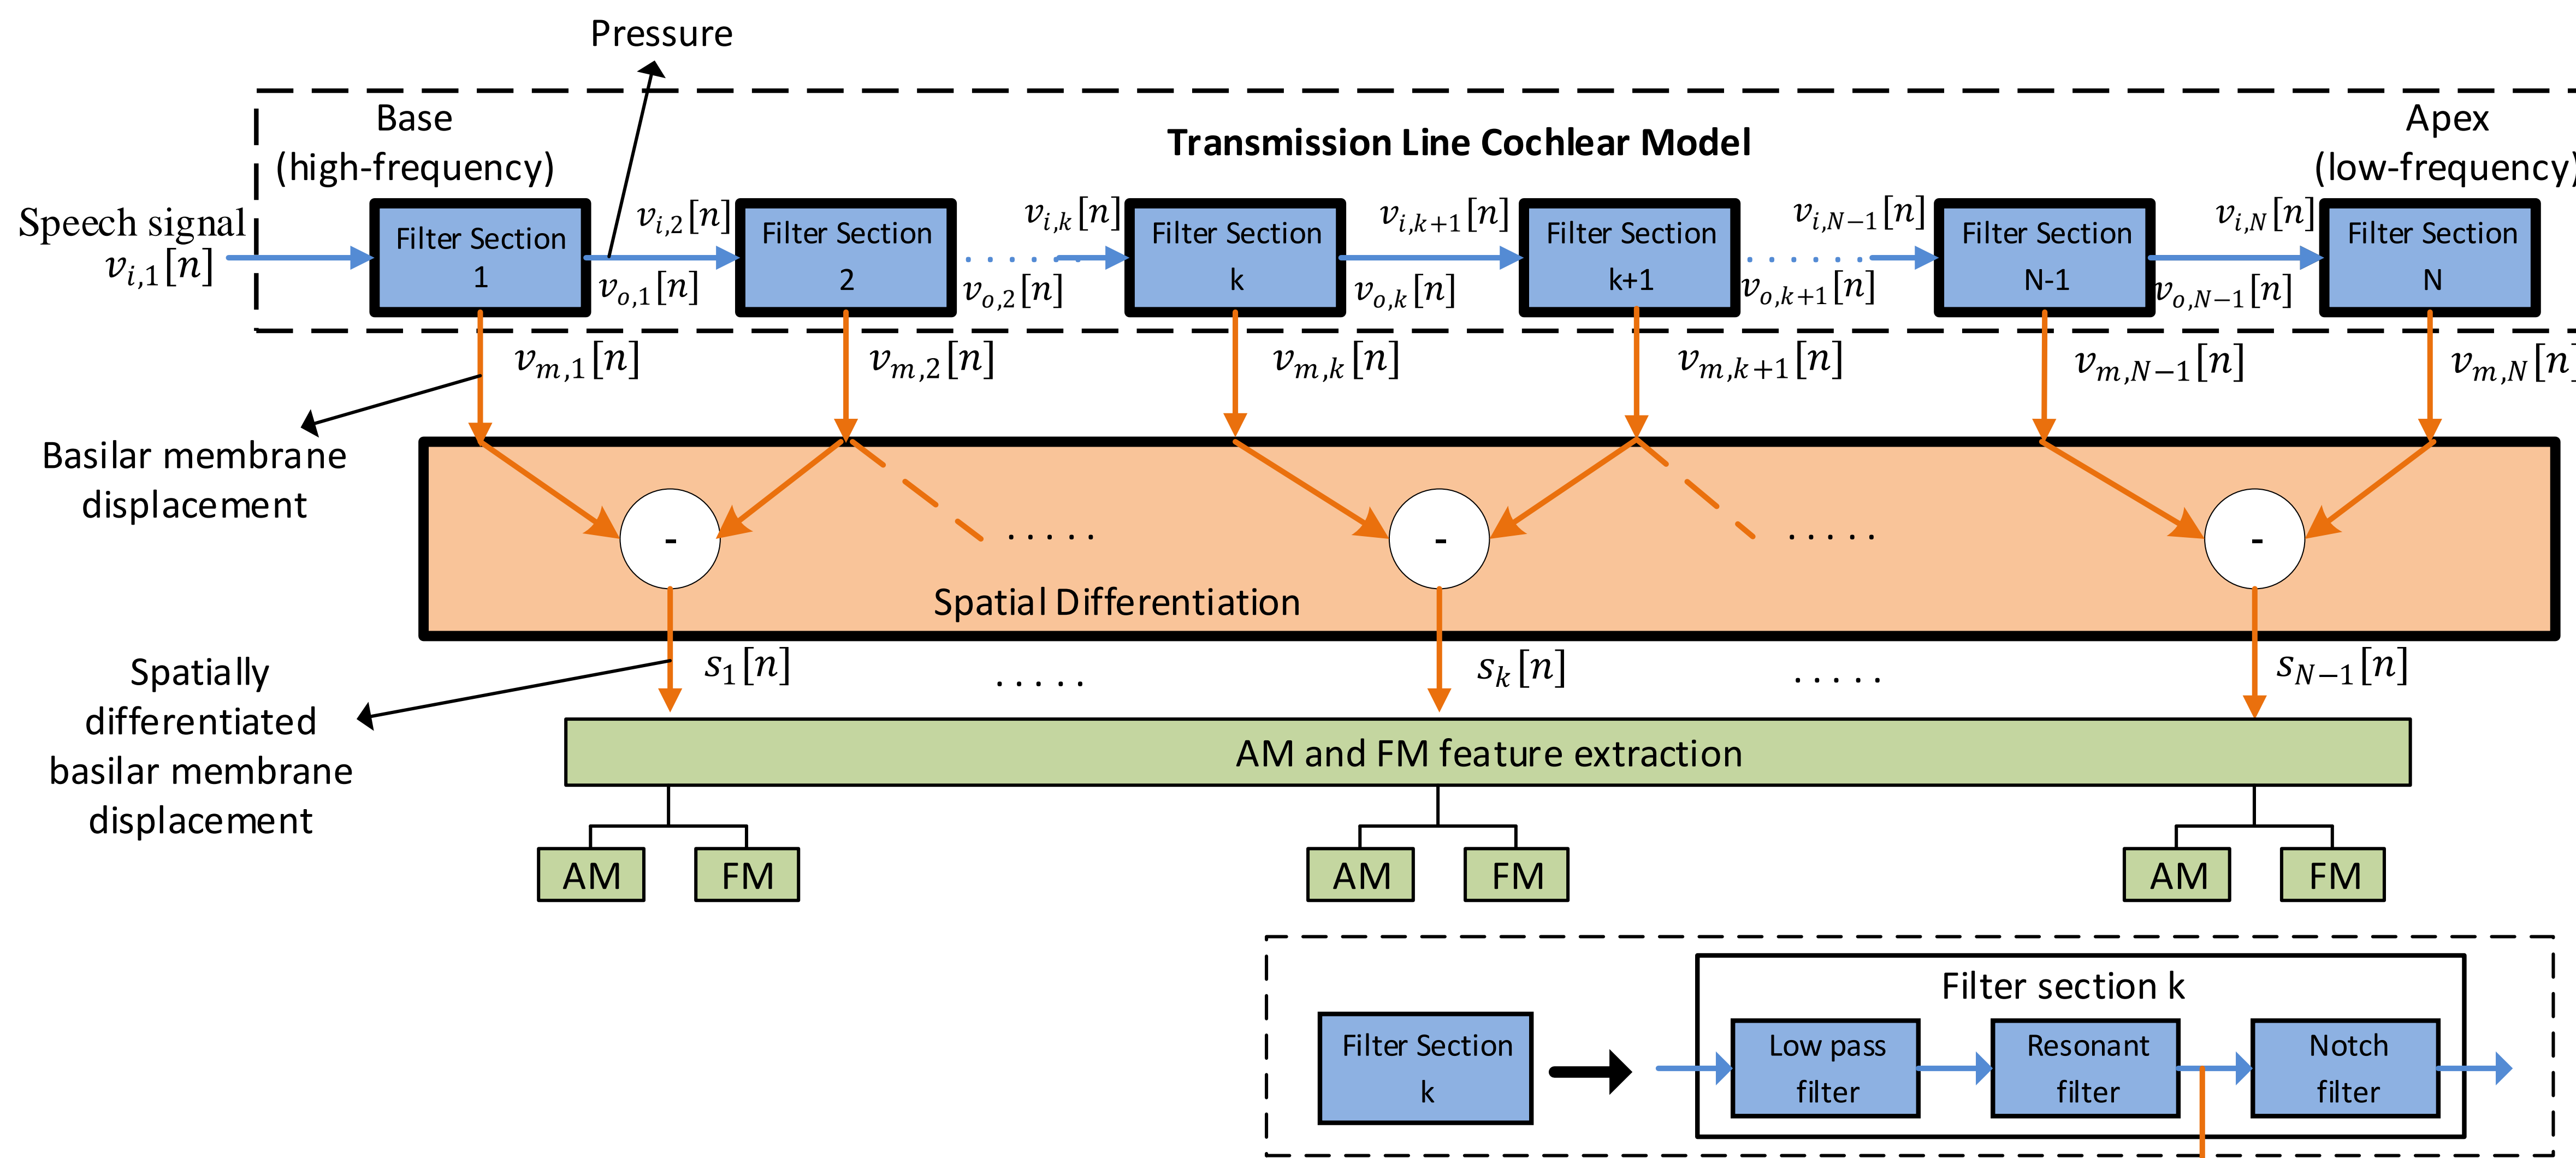 Pressure
Base
(high-frequency)
Transmission Line Cochlear Model
Apex
(low-frequency)
Speech signal
v_{i,1}[n]
Filter Section
1
v_{i,2}[n]
v_{o,1}[n]
Filter Section
2
v_{o,2}[n]
v_{i,k}[n]
Filter Section
k
v_{i,k+1}[n]
v_{o,k}[n]
Filter Section
k+1
v_{i,N−1}[n]
v_{o,k+1}[n]
Filter Section
N-1
v_{i,N}[n]
v_{o,N−1}[n]
Filter Section
N
v_{m,1}[n]
v_{m,2}[n]
v_{m,k}[n]
v_{m,k+1}[n]
v_{m,N−1}[n]
v_{m,N}[n]
Basilar membrane
displacement
-
. . . . .
-
. . . . .
-
Spatial Differentiation
Spatially
differentiated
basilar membrane
displacement
s_1[n]
. . . . .
s_k[n]
. . . . .
s_{N−1}[n]
AM and FM feature extraction
AM
FM
AM
FM
AM
FM
Filter Section
k
Filter section k
Low pass
filter
Resonant
filter
Notch
filter